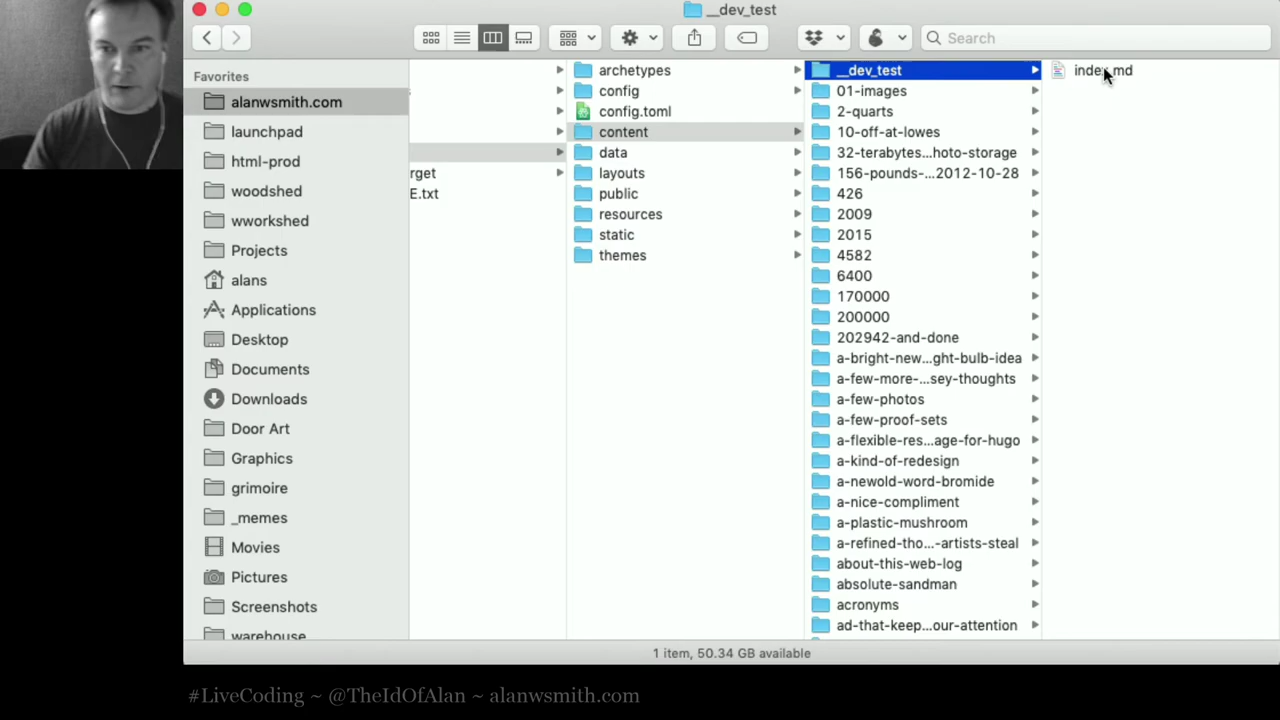 __dev_test
Search
Favorites
alanwsmith.com
launchpad
html-prod
woodshed
wworkshed
Projects
alans
Applications
Desktop
Documents
Downloads
Door Art
Graphics
grimoire
_memes
Movies
Pictures
Screenshots
warehouse
rget
E.txt
archetypes
config
config.toml
content
data
layouts
public
resources
static
themes
__dev_test
01-images
2-quarts
10-off-at-lowes
32-terabytes...hoto-storage
156-pounds-...2012-10-28
426
2009
2015
4582
6400
170000
200000
202942-and-done
a-bright-new...ght-bulb-idea
a-few-more-...sey-thoughts
a-few-photos
a-few-proof-sets
a-flexible-res...age-for-hugo
a-kind-of-redesign
a-newold-word-bromide
a-nice-compliment
a-plastic-mushroom
a-refined-tho...-artists-steal
about-this-web-log
absolute-sandman
acronyms
ad-that-keep...our-attention
index.md
1 item, 50.34 GB available
#LiveCoding ~ @TheIdOfAlan ~ alanwsmith.com